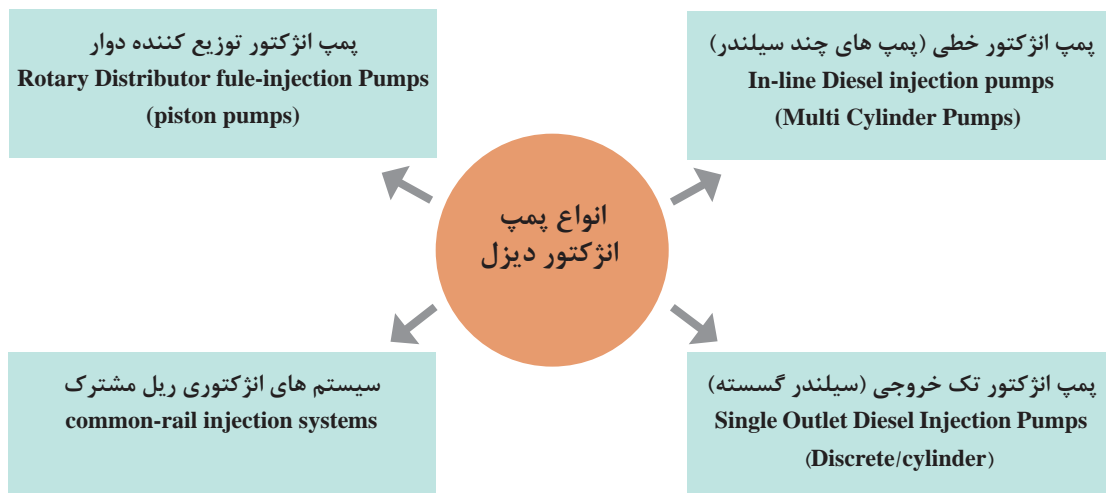 پمپ انژکتور خطی (پمپ های چند سیلندر)
In-line Diesel injection pumps
(Multi Cylinder Pumps)
پمپ انژکتور توزیع کننده دوار
Rotary Distributor fule-injection Pumps
(piston pumps)
انواع پمپ
انژکتور دیزل
پمپ انژکتور تک خروجی (سیلندر گسسته)
Single Outlet Diesel Injection Pumps
(Discrete/cylinder)
سیستم های انژکتوری ریل مشترک
common-rail injection systems